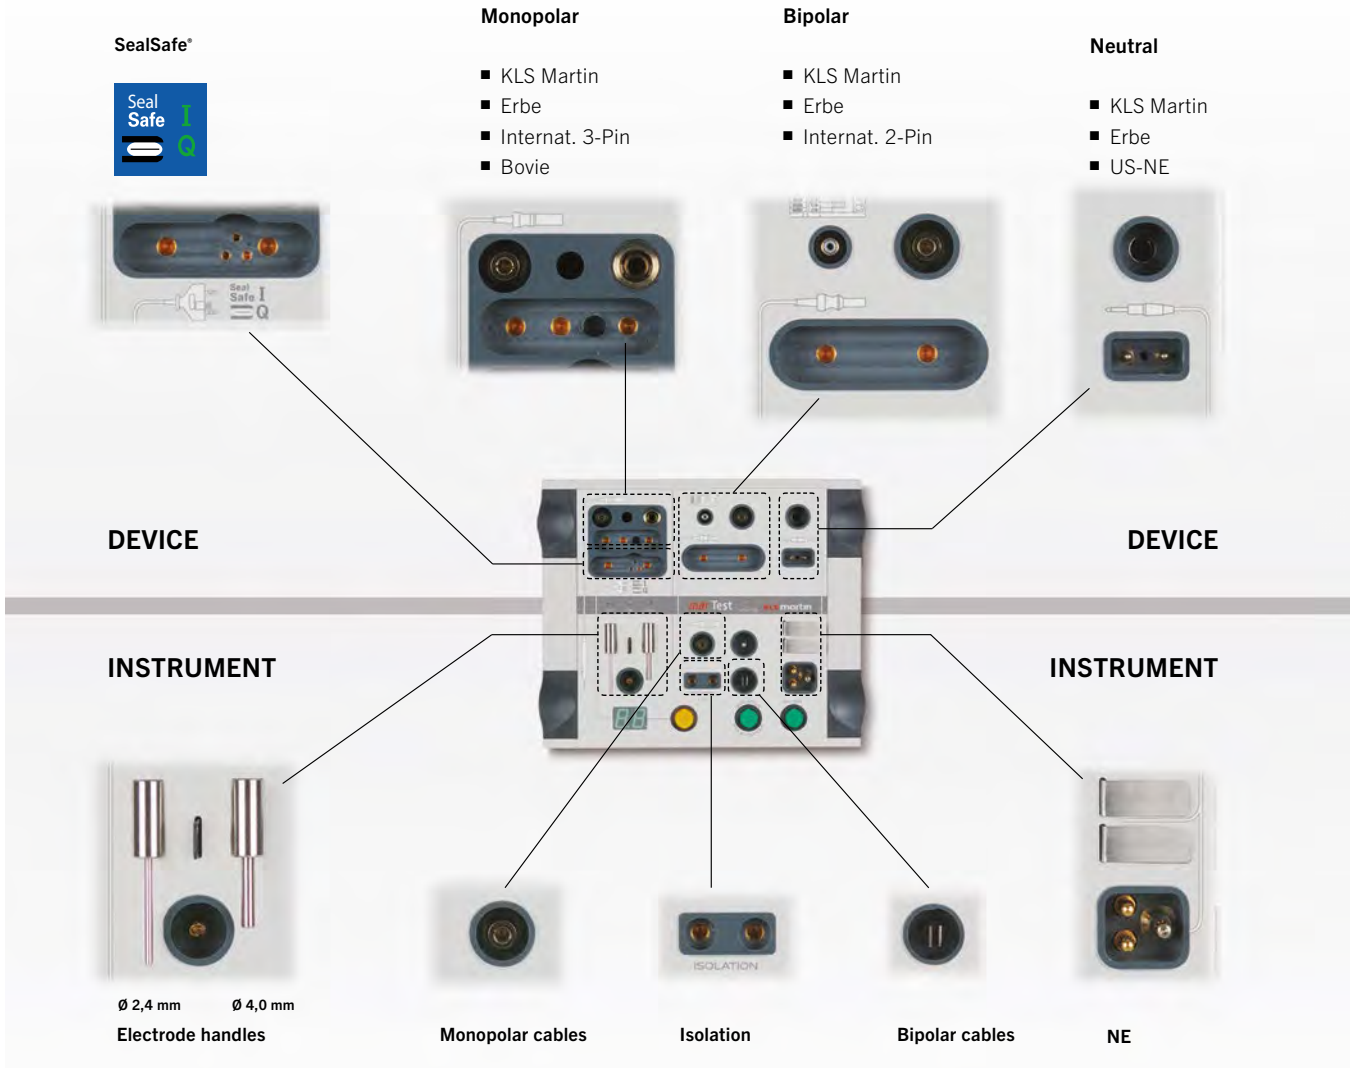 Monopolar
Bipolar
SealSafe®
Neutral
■ KLS Martin
■ Erbe
■ Internat. 3-Pin
■ Bovie
■ KLS Martin
■ Erbe
■ Internat. 2-Pin
■ KLS Martin
■ Erbe
■ US-NE
Seal
Safe
I
Q
Seal
Safe I
Q
DEVICE
DEVICE
Test
martin
INSTRUMENT
INSTRUMENT
ISOLATION
Ø 2,4 mm
Ø 4,0 mm
Electrode handles
Monopolar cables
Isolation
Bipolar cables
NE